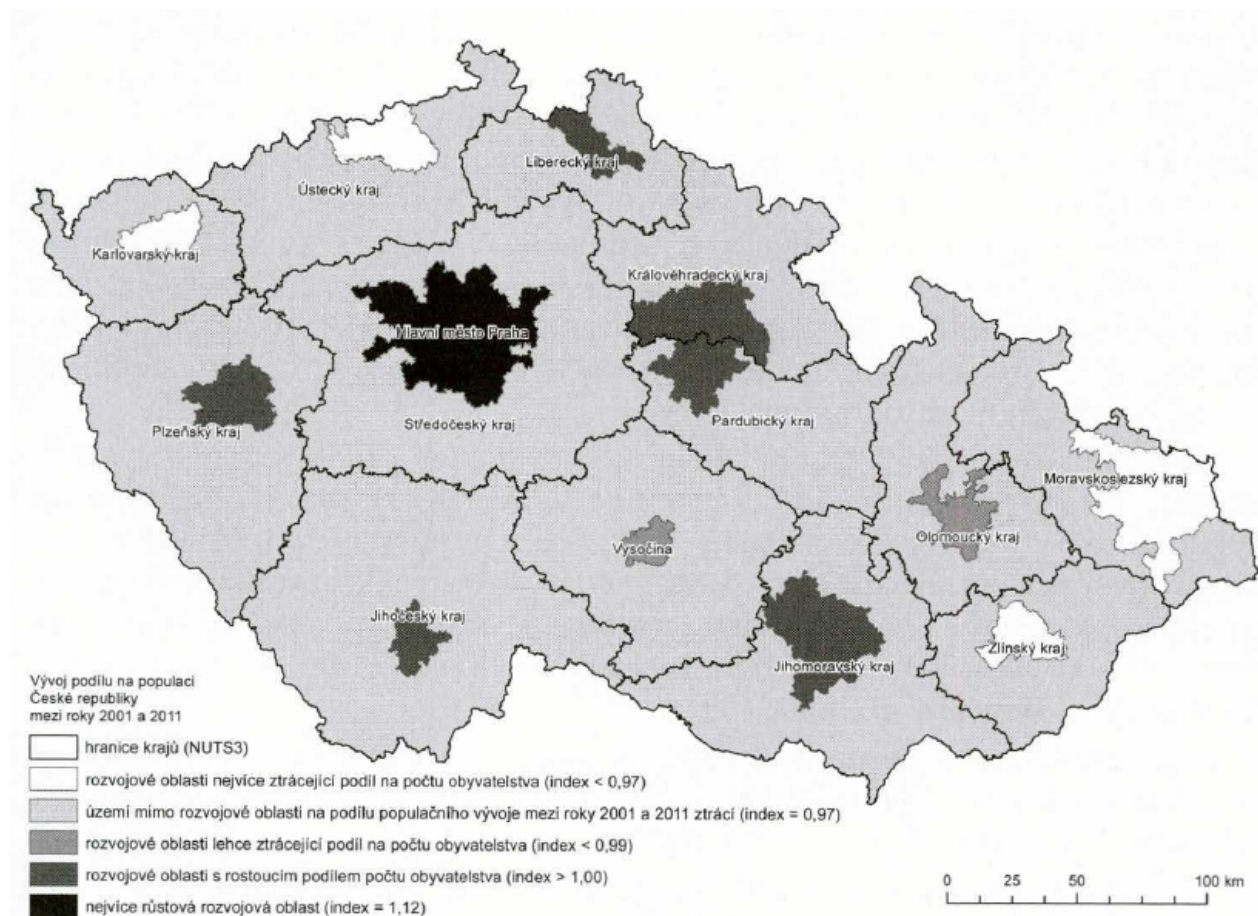 Ústecký kraj
Liberecký kraj
Karlovarský kraj
Královéhradecký kraj
Hlavní město Praha
Plzeňský kraj
Středočeský kraj
Pardubický kraj
Moravskoslezský kraj
Vysočina
Olomoucký kraj
Jihočeský kraj
Jihomoravský kraj
Zlínský kraj
Vývoj podílu na populaci
České republiky
mezi roky 2001 a 2011
hranice krajů (NUTS3)
rozvojové oblasti nejvíce ztrácející podíl na počtu obyvatelstva (index < 0,97)
území mimo rozvojové oblasti na podílu populačního vývoje mezi roky 2001 a 2011 ztrácí (index = 0,97)
rozvojové oblasti lehce ztrácející podíl na počtu obyvatelstva (index < 0,99)
rozvojové oblasti s rostoucím podílem počtu obyvatelstva (index > 1,00)
nejvíce růstová rozvojová oblast (index = 1,12)
0 25 50 100 km